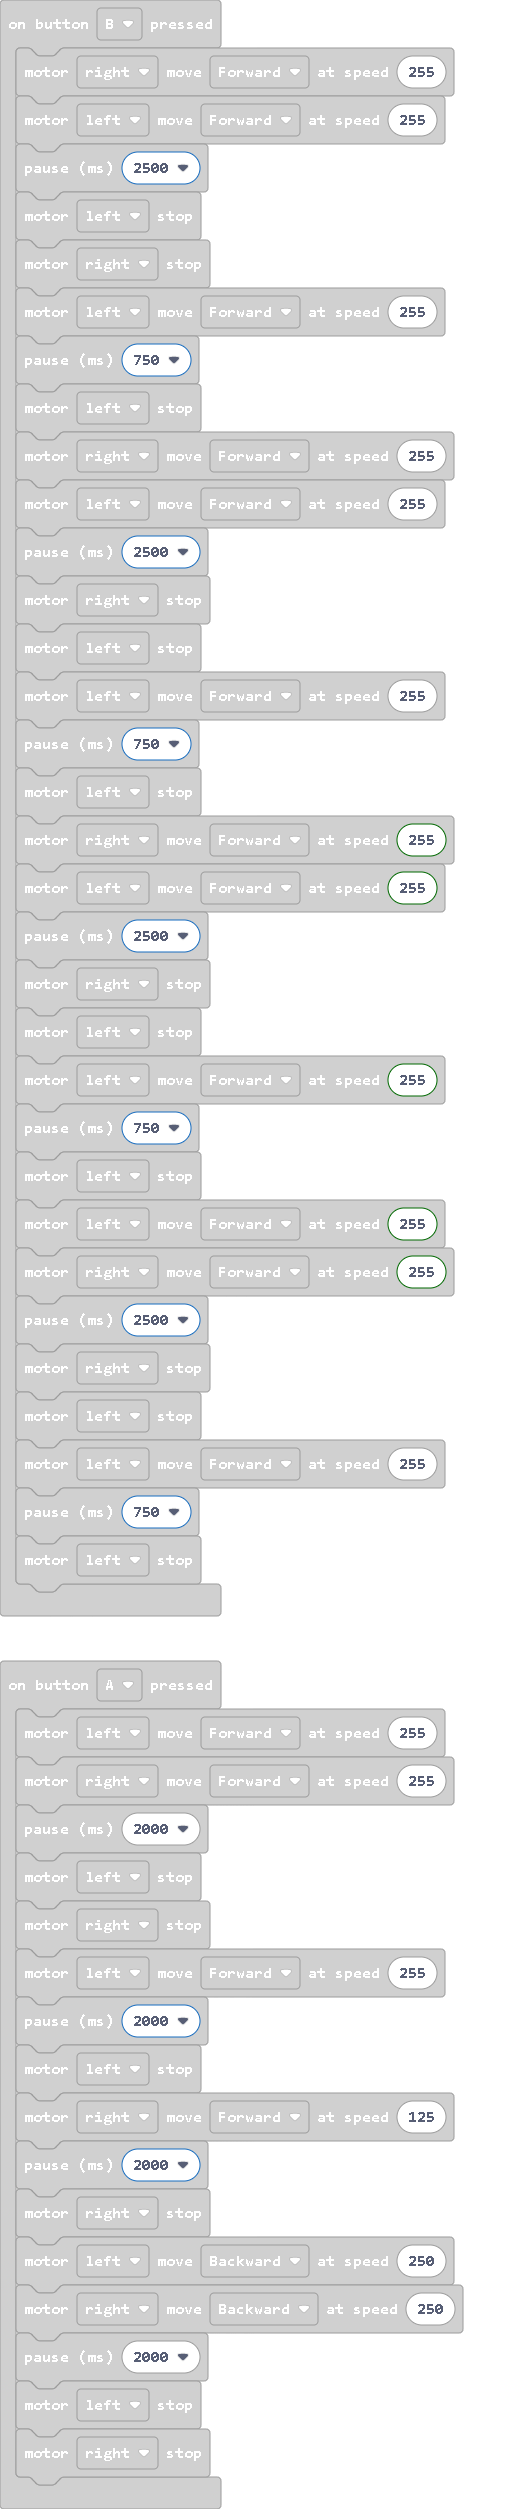 on button B pressed
motor right move Forward at speed 255
motor left move Forward at speed 255
pause (ms) 2500
motor left stop
motor right stop
motor left move Forward at speed 255
pause (ms) 750
motor left stop
motor right move Forward at speed 255
motor left move Forward at speed 255
pause (ms) 2500
motor right stop
motor left stop
motor left move Forward at speed 255
pause (ms) 750
motor left stop
motor right move Forward at speed 255
motor left move Forward at speed 255
pause (ms) 2500
motor right stop
motor left stop
motor left move Forward at speed 255
pause (ms) 750
motor left stop
motor left move Forward at speed 255
motor right move Forward at speed 255
pause (ms) 2500
motor right stop
motor left stop
motor left move Forward at speed 255
pause (ms) 750
motor left stop
on button A pressed
motor left move Forward at speed 255
motor right move Forward at speed 255
pause (ms) 2000
motor left stop
motor right stop
motor left move Forward at speed 255
pause (ms) 2000
motor left stop
motor right move Forward at speed 125
pause (ms) 2000
motor right stop
motor left move Backward at speed 250
motor right move Backward at speed 250
pause (ms) 2000
motor left stop
motor right stop